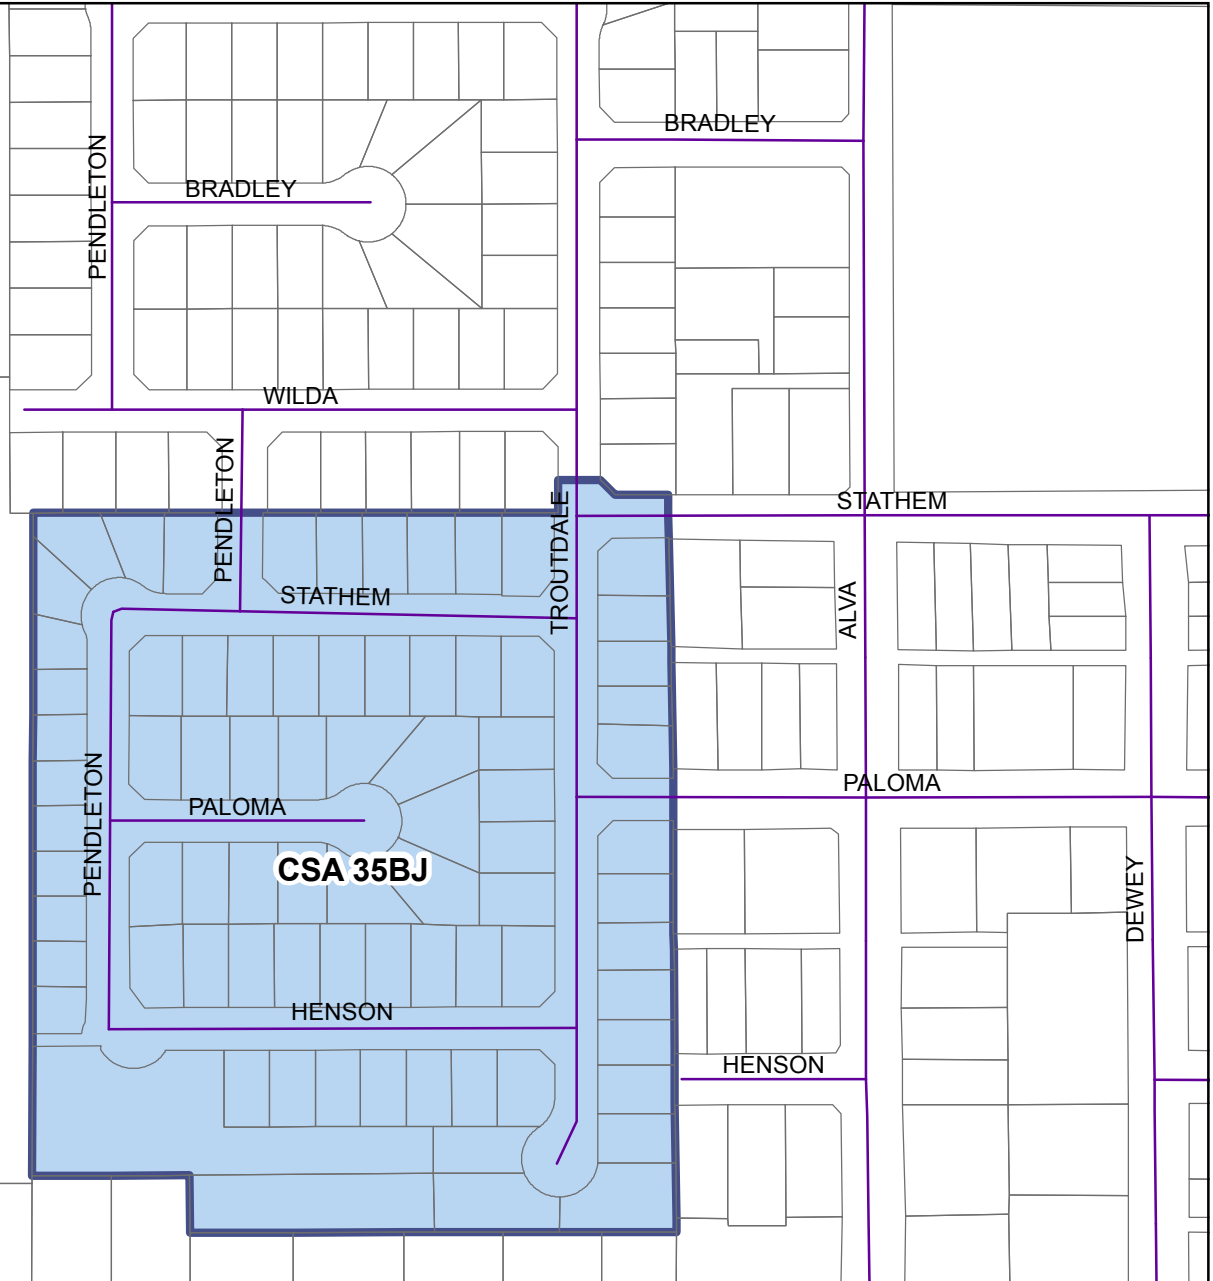 BRADLEY
PENDLETON
BRADLEY
WILDA
PENDLETON
STATHEM
TROUTDALE
STATHEM
ALVA
PALOMA
PENDLETON
PALOMA
CSA 35BJ
DEWEY
HENSON
HENSON